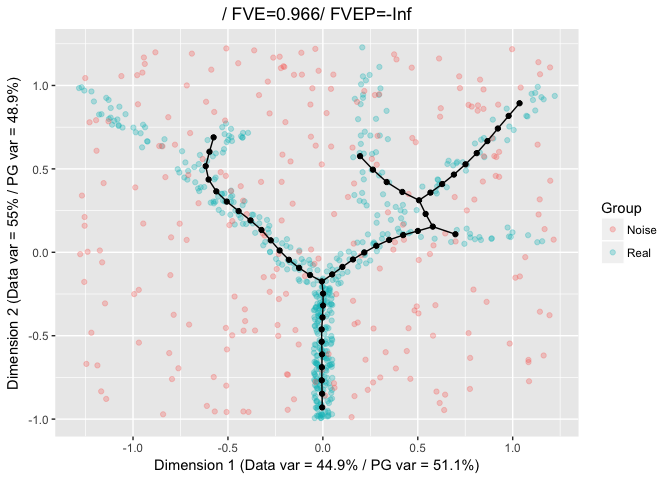 / FVE=0.966/ FVEP=-Inf
Dimension 2 (Data var = 55% / PG var = 48.9%)
1.0
0.5
0.0
-0.5
-1.0
-1.0 -0.5 0.0 0.5 1.0
Dimension 1 (Data var = 44.9% / PG var = 51.1%)
Group
Noise
Real